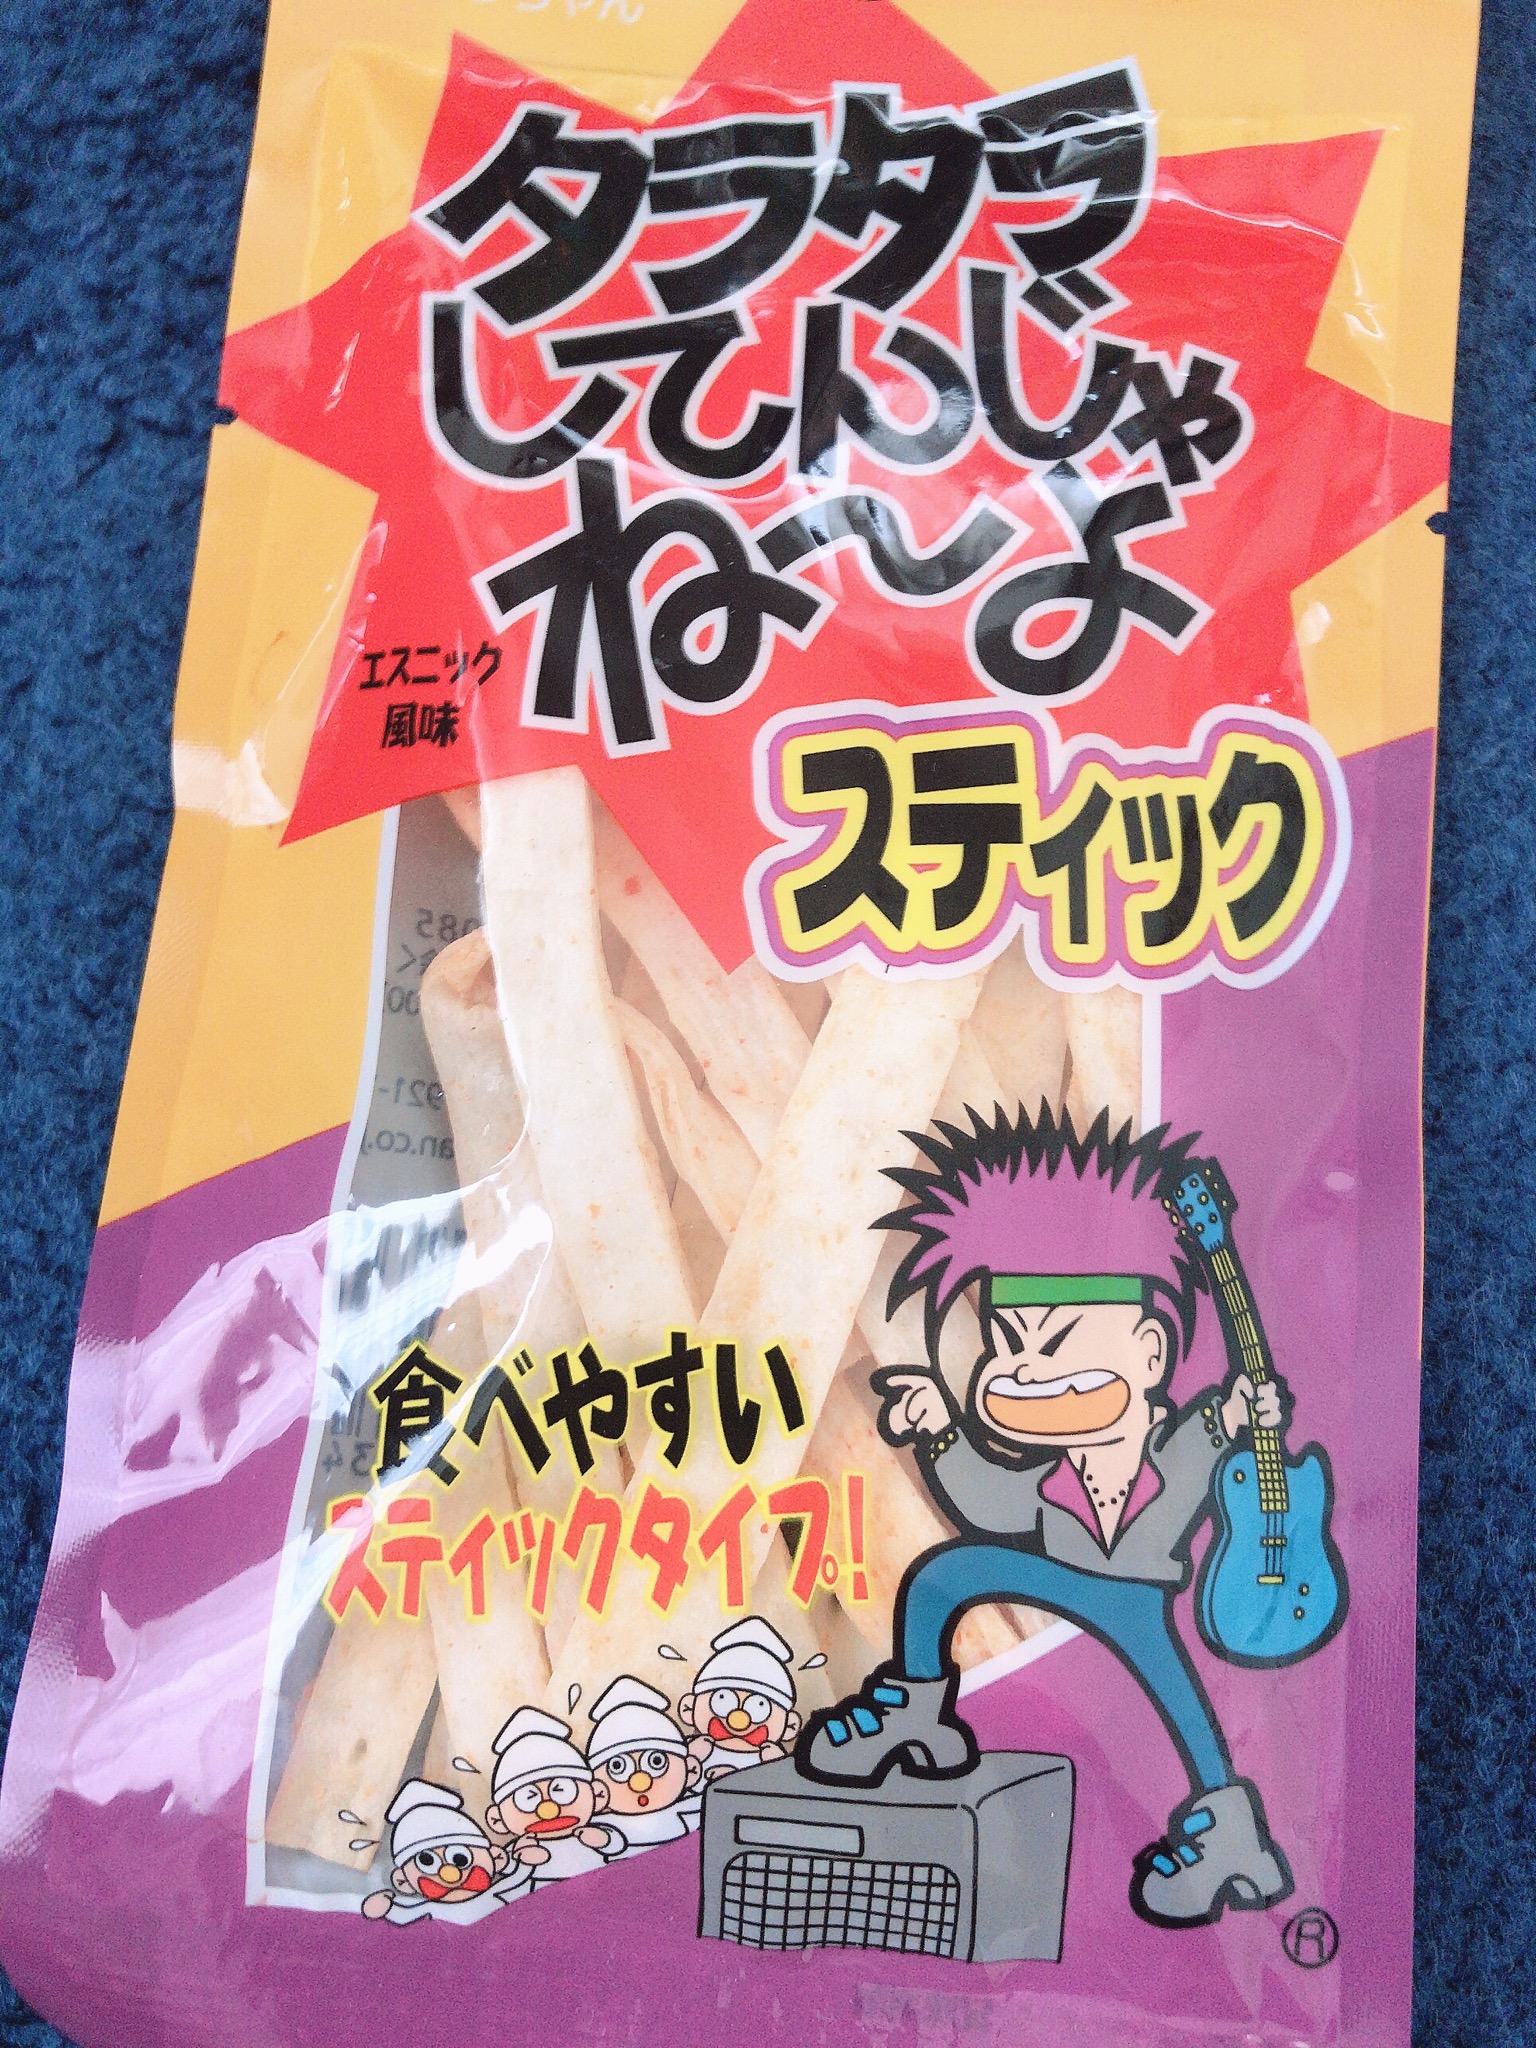 タラタラ
してんじゃ
ね〜よ
エスニック
風味
スティック
食べやすい
スティックタイプ!
®